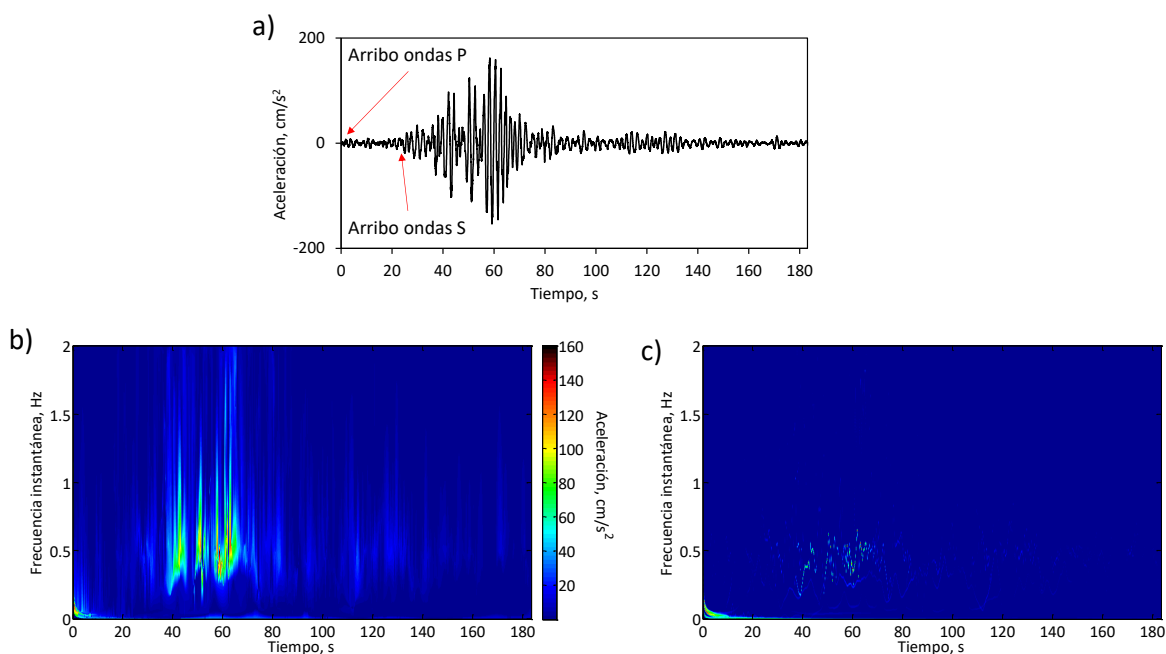 a)
200
0
-200
Aceleración, cm/s²
Arribo ondas P
Arribo ondas S
0 20 40 60 80 100 120 140 160 180
Tiempo, s
b)
2
1.5
1
0.5
0
Frecuencia instantánea, Hz
0 20 40 60 80 100 120 140 160 180
Tiempo, s
160
140
120
100
80
60
40
20
Aceleración, cm/s²
c)
2
1.5
1
0.5
0
Frecuencia instantánea, Hz
0 20 40 60 80 100 120 140 160 180
Tiempo, s